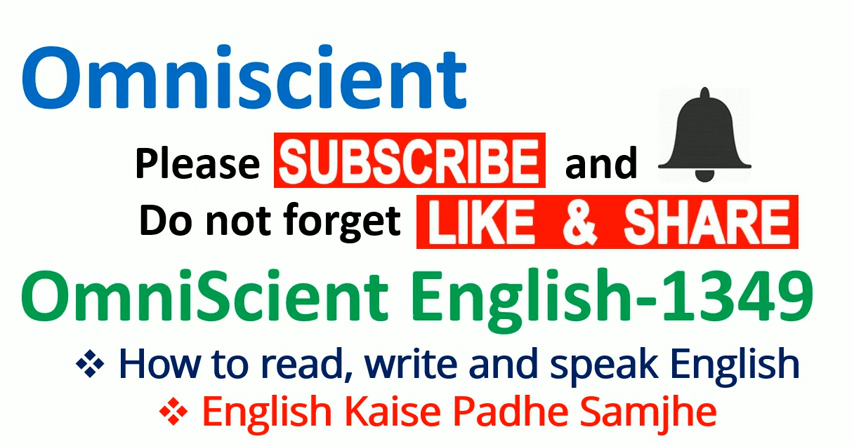 Omniscient
Please SUBSCRIBE and
Do not forget LIKE & SHARE
OmniScient English-1349
❖ How to read, write and speak English
❖ English Kaise Padhe Samjhe